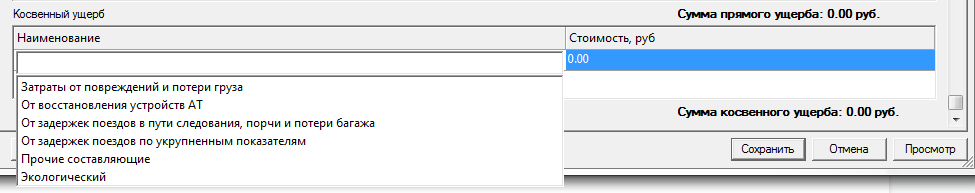 Косвенный ущерб
Сумма прямого ущерба: 0.00 руб.
Наименование
Стоимость, руб
0.00
Затраты от повреждений и потери груза
От восстановления устройств АТ
От задержек поездов в пути следования, порчи и потери багажа
От задержек поездов по укрупненным показателям
Прочие составляющие
Экологический
Сумма косвенного ущерба: 0.00 руб.
Сохранить
Отмена
Просмотр